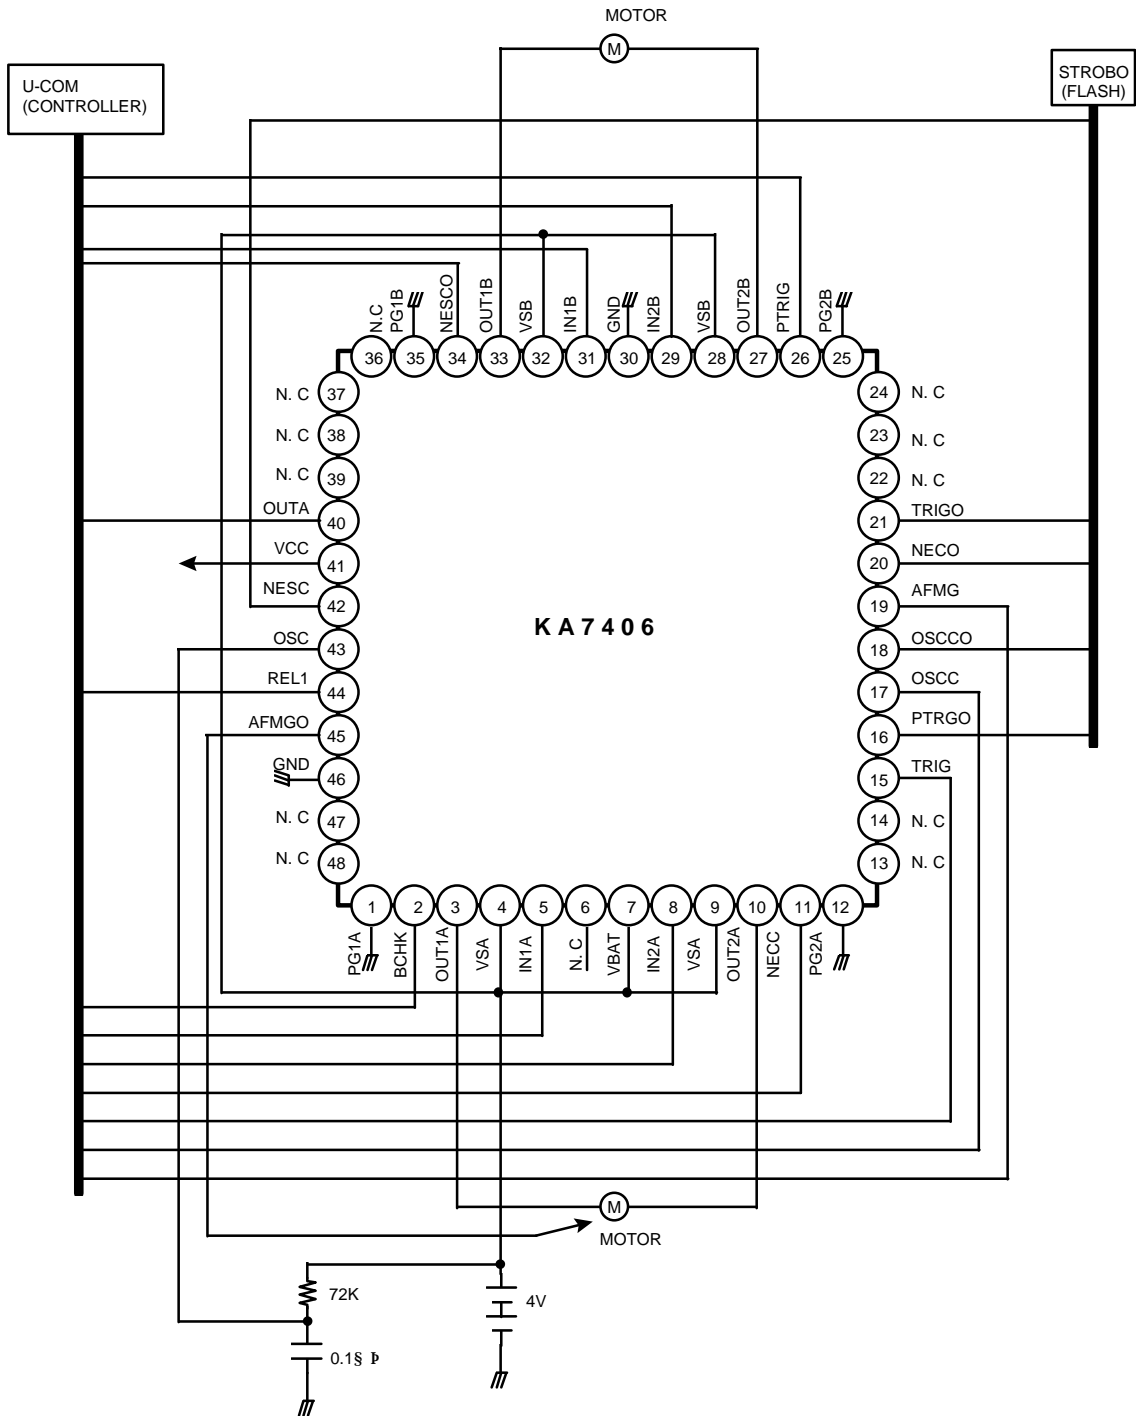 MOTOR
M
U-COM
(CONTROLLER)
STROBO
(FLASH)
N.C
PG1B
NESCO
OUT1B
VSB
IN1B
GND
IN2B
VSB
OUT2B
PTRIG
PG2B
36
35
34
33
32
31
30
29
28
27
26
25
N. C 37
N. C 38
N. C 39
OUTA 40
VCC 41
NESC 42
OSC 43
REL1 44
AFMGO 45
GND 46
N. C 47
N. C 48
KA7406
24 N. C
23 N. C
22 N. C
21 TRIGO
20 NECO
19 AFMG
18 OSCCO
17 OSCC
16 PTRGO
15 TRIG
14 N. C
13 N. C
1
2
3
4
5
6
7
8
9
10
11
12
PG1A
BCHK
OUT1A
VSA
IN1A
N. C
VBAT
IN2A
VSA
OUT2A
NECC
PG2A
M
MOTOR
72K
4V
0.1§ Þ